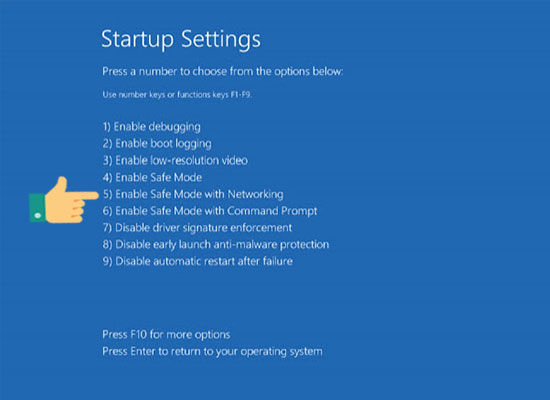 Startup Settings
Press a number to choose from the options below:
Use number keys or functions keys F1-F9.
1) Enable debugging
2) Enable boot logging
3) Enable low-resolution video
4) Enable Safe Mode
5) Enable Safe Mode with Networking
6) Enable Safe Mode with Command Prompt
7) Disable driver signature enforcement
8) Disable early launch anti-malware protection
9) Disable automatic restart after failure
Press F10 for more options
Press Enter to return to your operating system